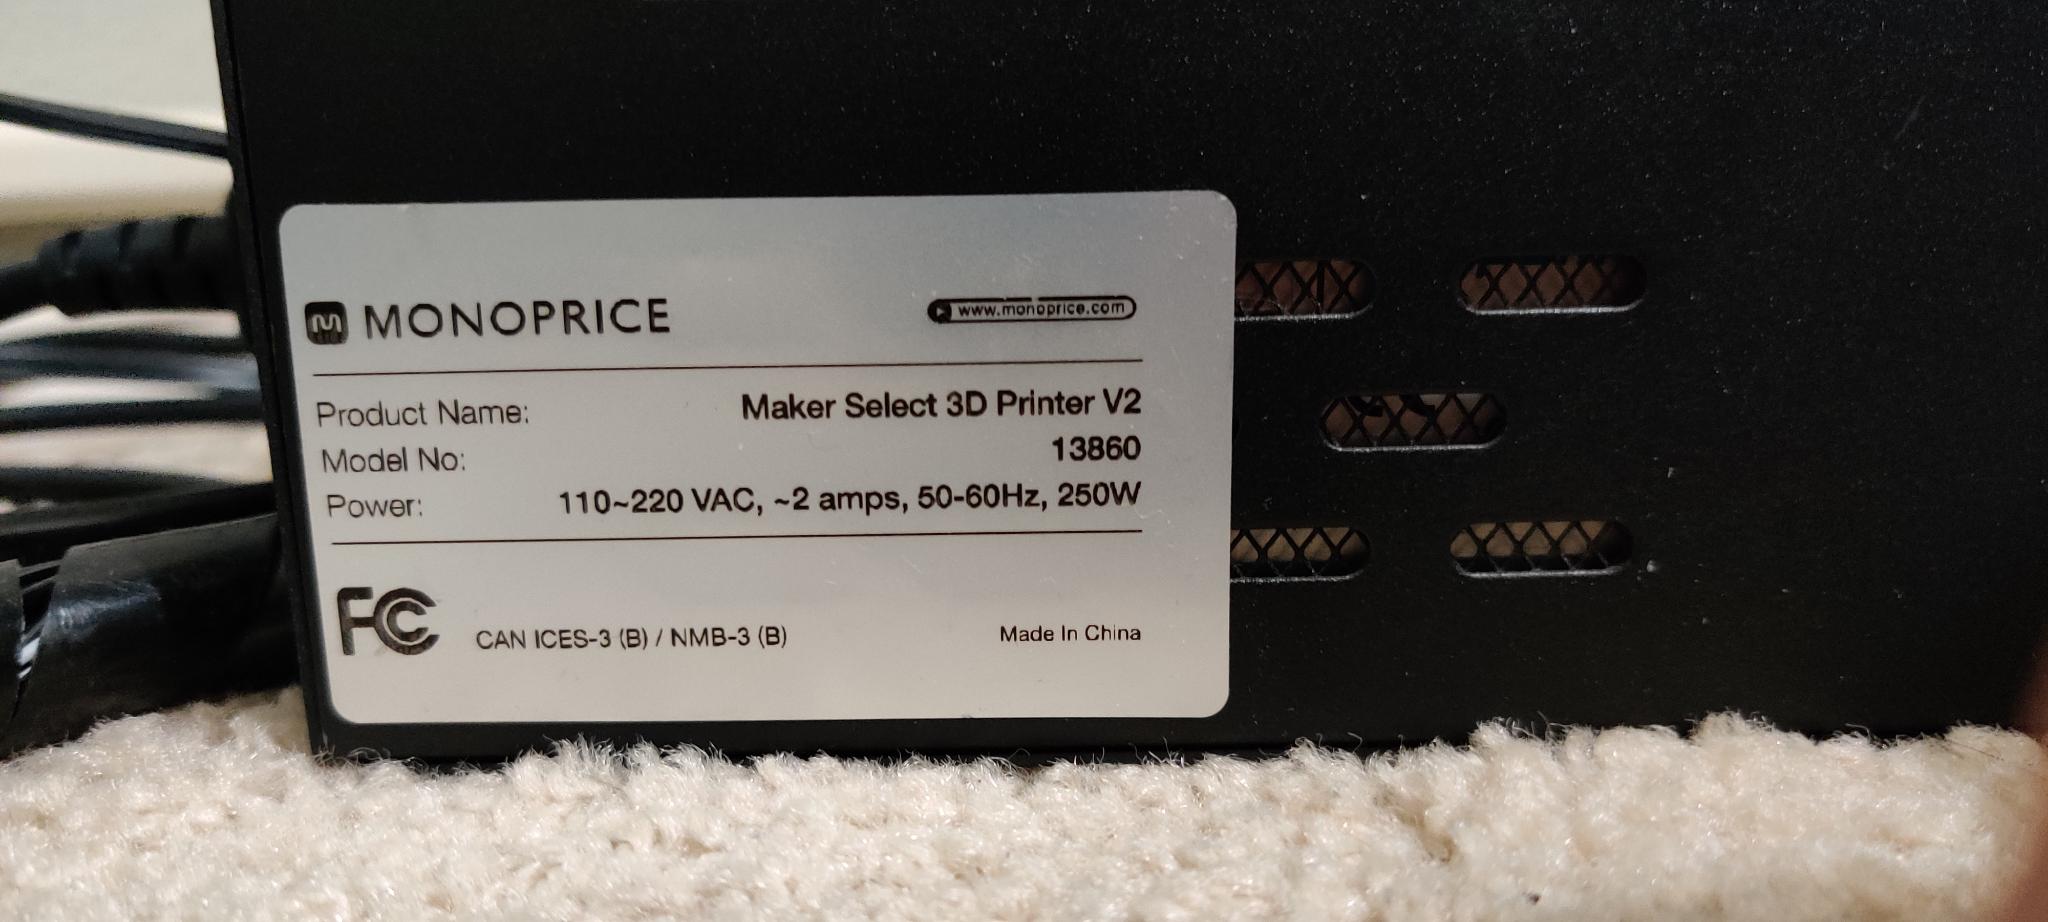 MONOPRICE www.monoprice.com
Product Name: Maker Select 3D Printer V2
Model No: 13860
Power: 110~220 VAC, ~2 amps, 50-60Hz, 250W
FC CAN ICES-3 (B) / NMB-3 (B) Made In China